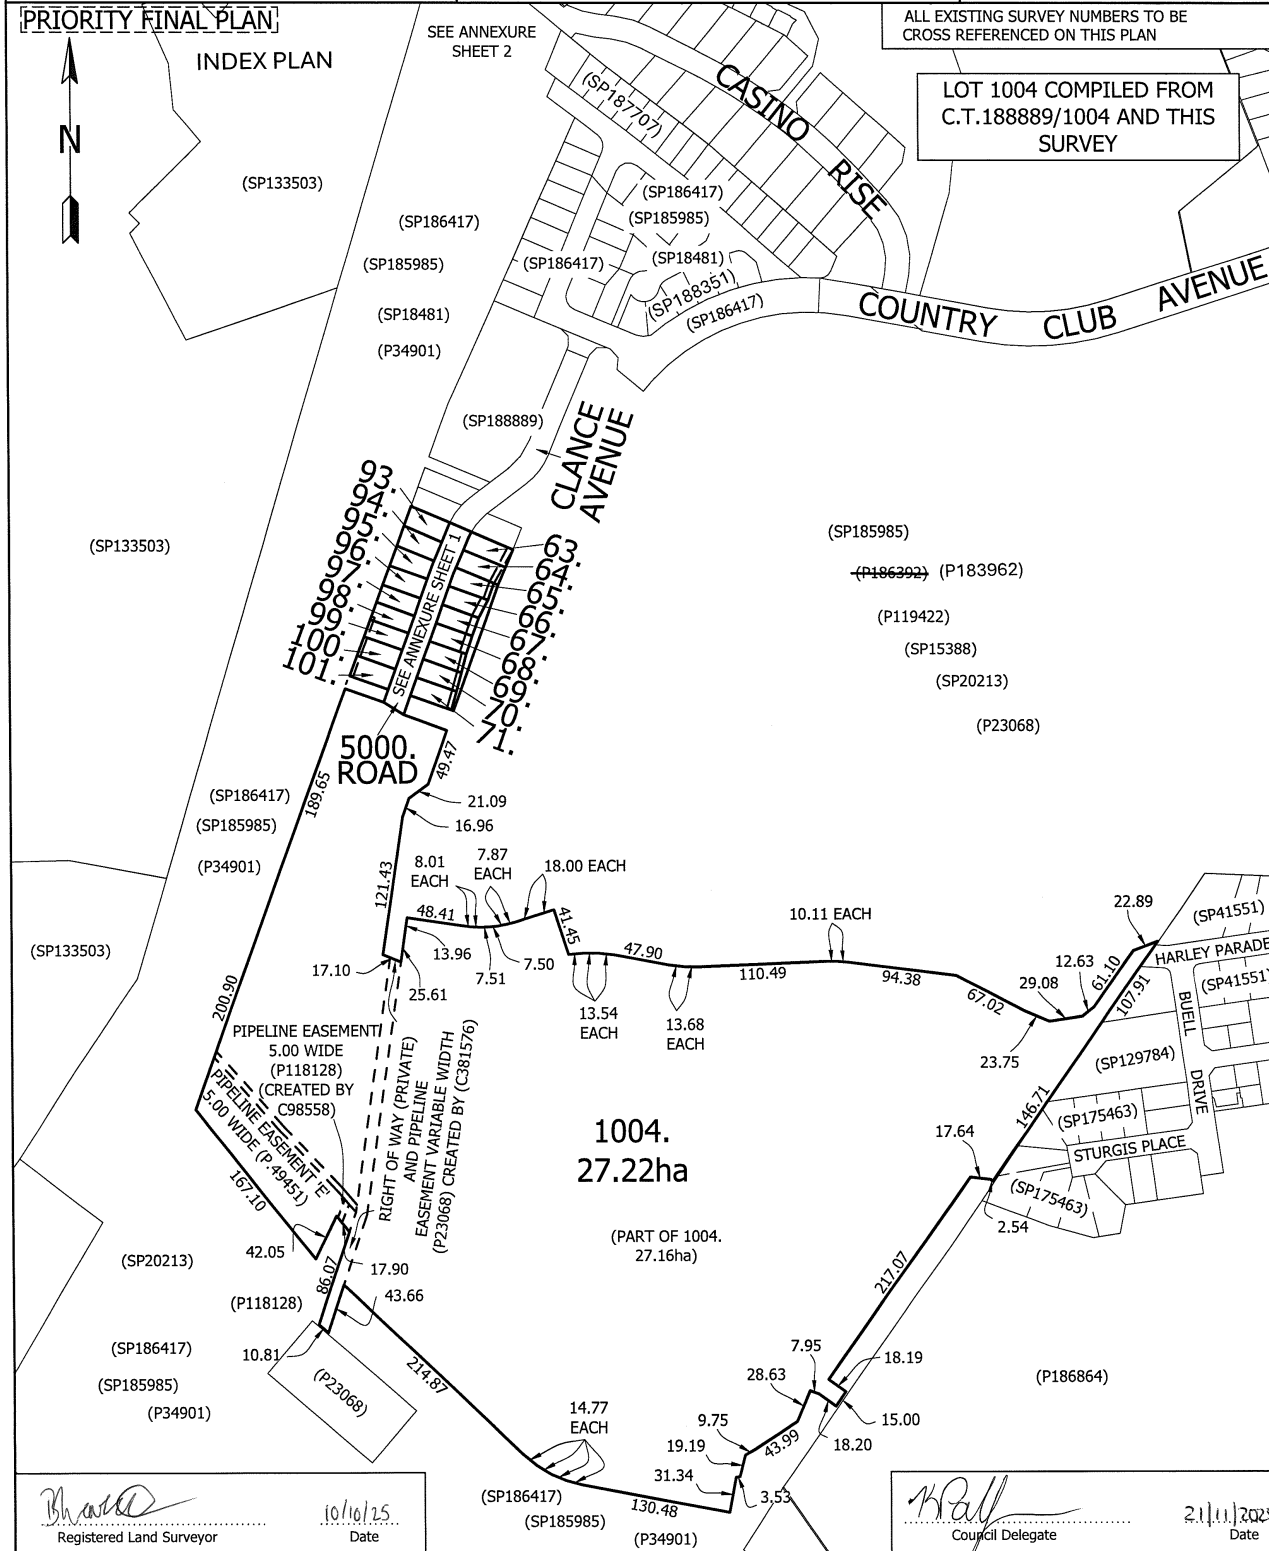 PRIORITY FINAL PLAN
INDEX PLAN
N
SEE ANNEXURE
SHEET 2
ALL EXISTING SURVEY NUMBERS TO BE
CROSS REFERENCED ON THIS PLAN
LOT 1004 COMPILED FROM
C.T.188889/1004 AND THIS
SURVEY
CASINO RISE
(SP187707)
(SP133503)
(SP186417)
(SP185985)
(SP18481)
(P34901)
(SP186417)
(SP185985)
(SP186417)
(SP18481)
(SP188351)
(SP186417)
COUNTRY CLUB AVENUE
(SP188889)
CLANCE
AVENUE
93.
94.
95.
96.
97.
98.
99.
100.
101.
SEE ANNEXURE SHEET 1
63.
64.
65.
66.
67.
68.
69.
70.
71.
5000.
ROAD
(SP133503)
(SP185985)
(P186392) (P183962)
(P119422)
(SP15388)
(SP20213)
(P23068)
49.47
189.65
21.09
16.96
(SP186417)
(SP185985)
(P34901)
121.43
8.01
EACH
7.87
EACH
18.00 EACH
48.41
41.45
13.96
7.51
7.50
47.90
10.11 EACH
110.49
94.38
67.02
29.08
12.63
61.10
22.89
107.91
(SP41551)
HARLEY PARADE
(SP41551)
BUELL
DRIVE
(SP133503)
17.10
25.61
13.54
EACH
13.68
EACH
23.75
200.90
PIPELINE EASEMENT
5.00 WIDE
(P118128)
(CREATED BY
C98558)
PIPELINE EASEMENT 'E'
5.00 WIDE (P.49451)
RIGHT OF WAY (PRIVATE)
AND PIPELINE
EASEMENT VARIABLE WIDTH
(P23068) CREATED BY (C381576)
(SP129784)
146.71
(SP175463)
STURGIS PLACE
(SP175463)
17.64
2.54
1004.
27.22ha
(PART OF 1004.
27.16ha)
167.10
42.05
86.07
17.90
43.66
(SP20213)
(P118128)
10.81
(SP186417)
(SP185985)
(P34901)
(P23068)
214.87
217.07
7.95
18.19
28.63
15.00
18.20
(P186864)
14.77
EACH
9.75
19.19
43.99
31.34
3.53
130.48
(SP186417)
(SP185985)
(P34901)
10/10/25
Registered Land Surveyor Date
21/11/2025
Council Delegate Date